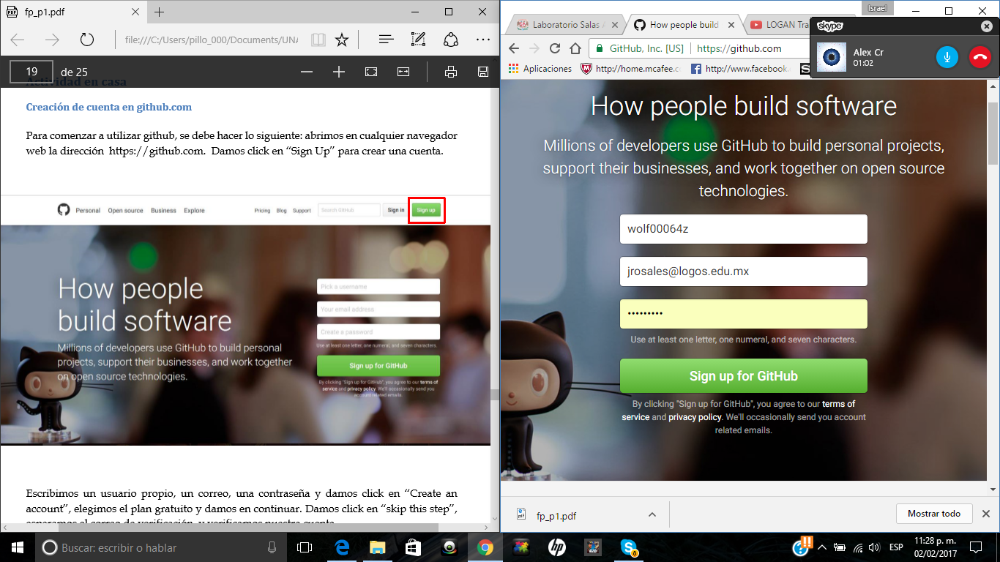 fp_p1.pdf
file:///C:/Users/pillo_000/Documents/UNA
19 de 25
Actividad en casa
Creación de cuenta en github.com
Para comenzar a utilizar github, se debe hacer lo siguiente: abrimos en cualquier navegador
web la dirección https://github.com. Damos click en “Sign Up” para crear una cuenta.
Personal Open source Business Explore Pricing Blog Support Search GitHub Sign in Sign up
How people
build software
Millions of developers use GitHub to build personal
projects, support their businesses, and work together
on open source technologies.
Pick a username
Your email address
Create a password
Use at least one letter, one numeral, and seven characters.
Sign up for GitHub
By clicking "Sign up for GitHub", you agree to our terms of
service and privacy policy. We'll occasionally send you
account related emails.
Escribimos un usuario propio, un correo, una contraseña y damos click en “Create an
account”, elegimos el plan gratuito y damos en continuar. Damos click en “skip this step”,
esperamos el correo de verificación, y verificamos nuestra cuenta
Israel
Laboratorio Salas A
How people build
LOGAN Tra
GitHub, Inc. [US] https://github.com
Aplicaciones http://home.mcafee.c http://www.facebook.
skype
Alex Cr
01:02
How people build software
Millions of developers use GitHub to build personal projects,
support their businesses, and work together on open source
technologies.
wolf00064z
jrosales@logos.edu.mx
•••••••••
Use at least one letter, one numeral, and seven characters.
Sign up for GitHub
By clicking "Sign up for GitHub", you agree to our terms of
service and privacy policy. We'll occasionally send you account
related emails.
fp_p1.pdf
Mostrar todo
Buscar: escribir o hablar
8
ESP
11:28 p. m.
02/02/2017